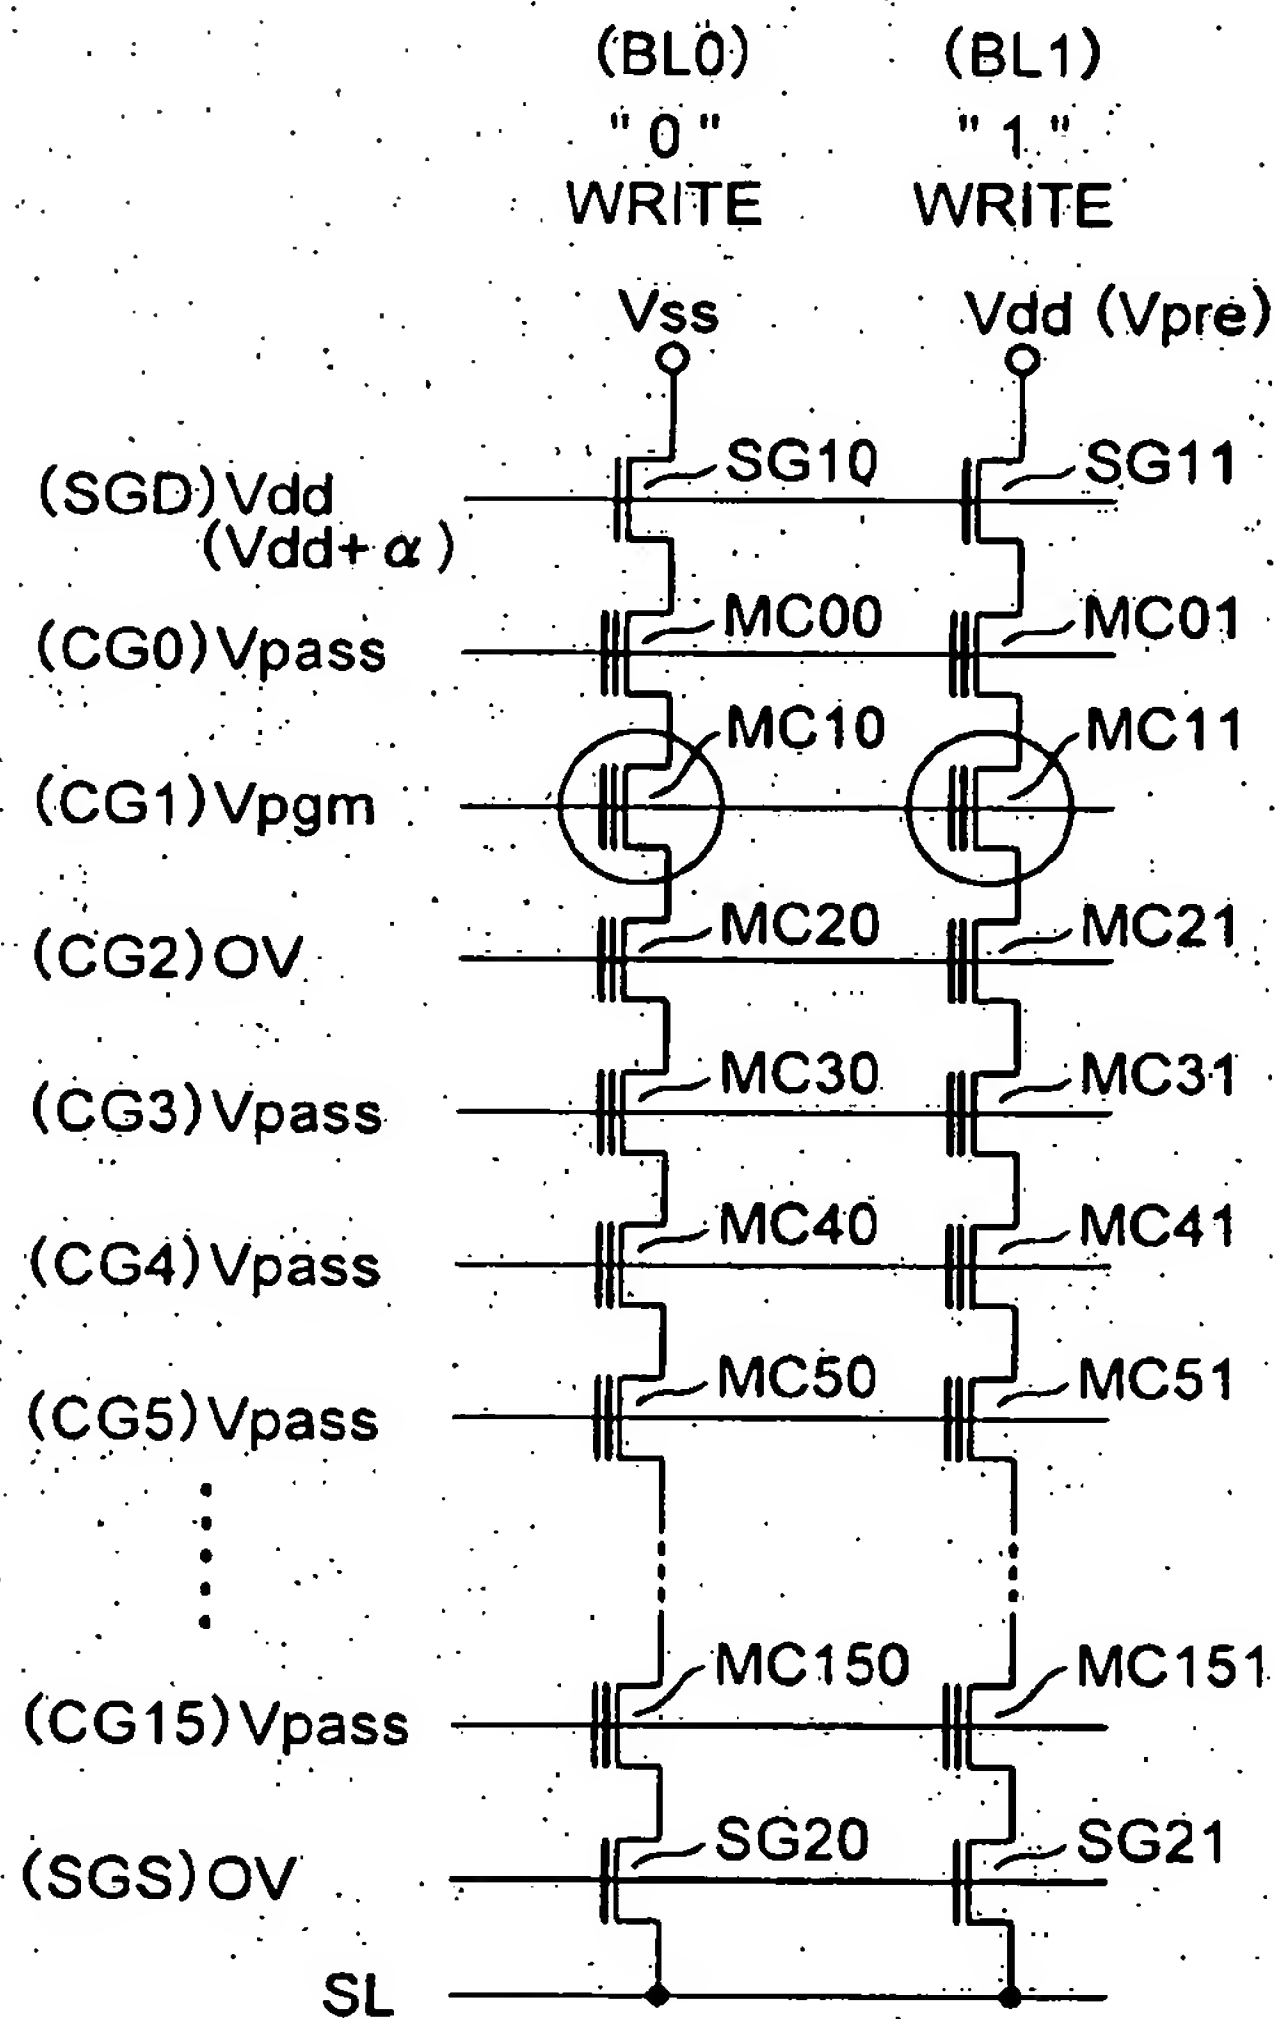 (BL0) (BL1)
"0" "1"
WRITE WRITE
Vss Vdd (Vpre)
(SGD) Vdd SG10 SG11
(Vdd+α)
(CG0) Vpass MC00 MC01
(CG1) Vpgm MC10 MC11
(CG2) 0V MC20 MC21
(CG3) Vpass MC30 MC31
(CG4) Vpass MC40 MC41
(CG5) Vpass MC50 MC51
(CG15) Vpass MC150 MC151
(SGS) 0V SG20 SG21
SL